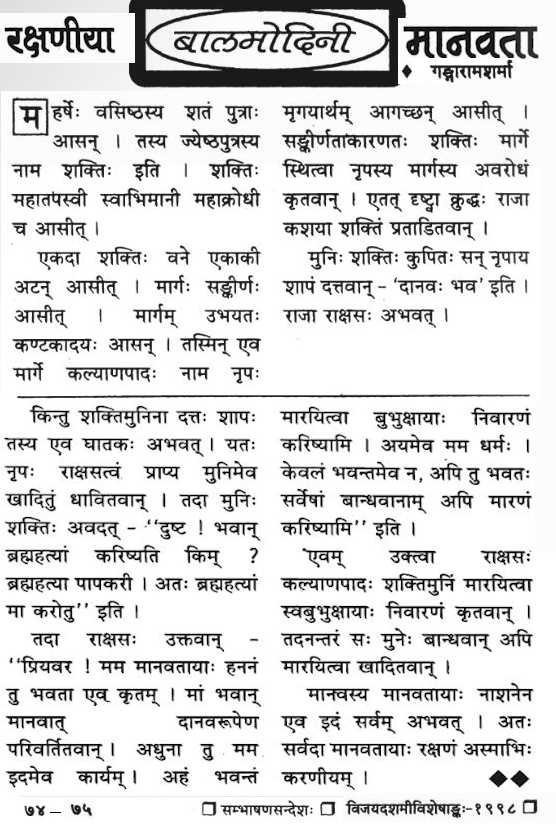 रक्षणीया
बालमोदिनी
मानवता
♦ गङ्गारामशर्मा
महर्षेः वसिष्ठस्य शतं पुत्राः
आसन् । तस्य ज्येष्ठपुत्रस्य
नाम शक्तिः इति । शक्तिः
महातपस्वी स्वाभिमानी महाक्रोधी
च आसीत् ।
एकदा शक्तिः वने एकाकी
अटन् आसीत् । मार्गः सङ्कीर्णः
आसीत् । मार्गम् उभयतः
कण्टकादयः आसन् । तस्मिन् एव
मार्गे कल्याणपादः नाम नृपः
मृगयार्थम् आगच्छन् आसीत् ।
सङ्कीर्णताकारणतः शक्तिः मार्गे
स्थित्वा नृपस्य मार्गस्य अवरोधं
कृतवान् । एतत् दृष्ट्वा क्रुद्धः राजा
कशया शक्तिं प्रताडितवान् ।
मुनिः शक्तिः कुपितः सन् नृपाय
शापं दत्तवान् – ‘दानवः भव’ इति ।
राजा राक्षसः अभवत् ।
किन्तु शक्तिमुनिना दत्तः शापः
तस्य एव घातकः अभवत् । यतः
नृपः राक्षसत्वं प्राप्य मुनिमेव
खादितुं धावितवान् । तदा मुनिः
शक्तिः अवदत् – ‘‘दुष्ट ! भवान्
ब्रह्महत्यां करिष्यति किम् ?
ब्रह्महत्या पापकरी । अतः ब्रह्महत्यां
मा करोतु’’ इति ।
तदा राक्षसः उक्तवान् –
‘‘प्रियवर ! मम मानवतायाः हननं
तु भवता एव कृतम् । मां भवान्
मानवात् दानवरूपेण
परिवर्तितवान् । अधुना तु मम
इदमेव कार्यम् । अहं भवन्तं
मारयित्वा बुभुक्षायाः निवारणं
करिष्यामि । अयमेव मम धर्मः ।
केवलं भवन्तमेव न, अपि तु भवतः
सर्वेषां बान्धवानाम् अपि मारणं
करिष्यामि’’ इति ।
एवम् उक्त्वा राक्षसः
कल्याणपादः शक्तिमुनिं मारयित्वा
स्वबुभुक्षायाः निवारणं कृतवान् ।
तदनन्तरं सः मुनेः बान्धवान् अपि
मारयित्वा खादितवान् ।
मानवस्य मानवतायाः नाशनेन
एव इदं सर्वम् अभवत् । अतः
सर्वदा मानवतायाः रक्षणं अस्माभिः
करणीयम् । ◆◆
७४ – ७५ ❐ सम्भाषणसन्देशः ❐ विजयदशमीविशेषाङ्कः-१९९८ ❐